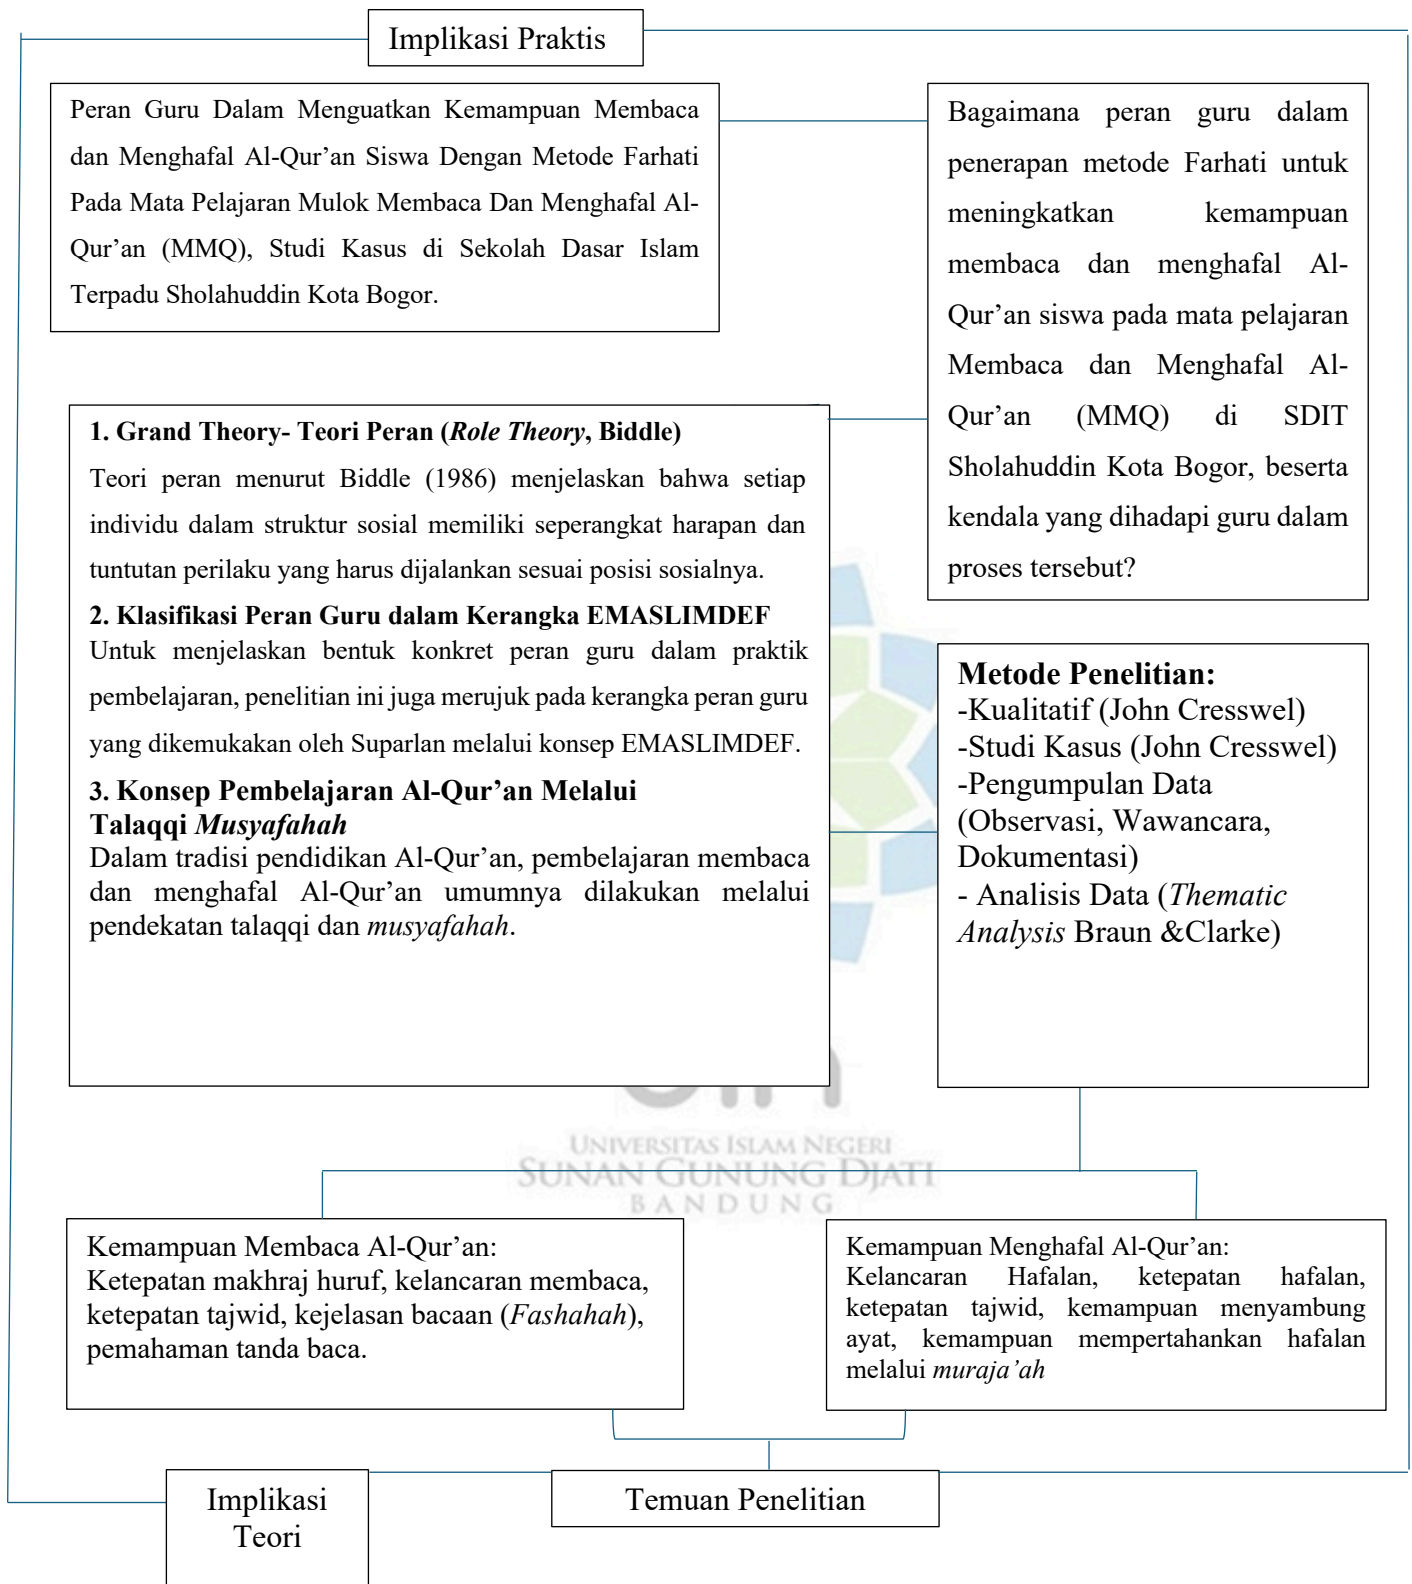 Implikasi Praktis
Peran Guru Dalam Menguatkan Kemampuan Membaca
dan Menghafal Al-Qur’an Siswa Dengan Metode Farhati
Pada Mata Pelajaran Mulok Membaca Dan Menghafal Al-
Qur’an (MMQ), Studi Kasus di Sekolah Dasar Islam
Terpadu Sholahuddin Kota Bogor.
Bagaimana peran guru dalam
penerapan metode Farhati untuk
meningkatkan kemampuan
membaca dan menghafal Al-
Qur’an siswa pada mata pelajaran
Membaca dan Menghafal Al-
Qur’an (MMQ) di SDIT
Sholahuddin Kota Bogor, beserta
kendala yang dihadapi guru dalam
proses tersebut?
1. Grand Theory- Teori Peran (Role Theory, Biddle)
Teori peran menurut Biddle (1986) menjelaskan bahwa setiap
individu dalam struktur sosial memiliki seperangkat harapan dan
tuntutan perilaku yang harus dijalankan sesuai posisi sosialnya.
2. Klasifikasi Peran Guru dalam Kerangka EMASLIMDEF
Untuk menjelaskan bentuk konkret peran guru dalam praktik
pembelajaran, penelitian ini juga merujuk pada kerangka peran guru
yang dikemukakan oleh Suparlan melalui konsep EMASLIMDEF.
3. Konsep Pembelajaran Al-Qur’an Melalui
Talaqqi Musyafahah
Dalam tradisi pendidikan Al-Qur’an, pembelajaran membaca
dan menghafal Al-Qur’an umumnya dilakukan melalui
pendekatan talaqqi dan musyafahah.
Metode Penelitian:
-Kualitatif (John Cresswel)
-Studi Kasus (John Cresswel)
-Pengumpulan Data
(Observasi, Wawancara,
Dokumentasi)
- Analisis Data (Thematic
Analysis Braun &Clarke)
UNIVERSITAS ISLAM NEGERI
SUNAN GUNUNG DJATI
BANDUNG
Kemampuan Membaca Al-Qur’an:
Ketepatan makhraj huruf, kelancaran membaca,
ketepatan tajwid, kejelasan bacaan (Fashahah),
pemahaman tanda baca.
Kemampuan Menghafal Al-Qur’an:
Kelancaran Hafalan, ketepatan hafalan,
ketepatan tajwid, kemampuan menyambung
ayat, kemampuan mempertahankan hafalan
melalui muraja’ah
Implikasi
Teori
Temuan Penelitian